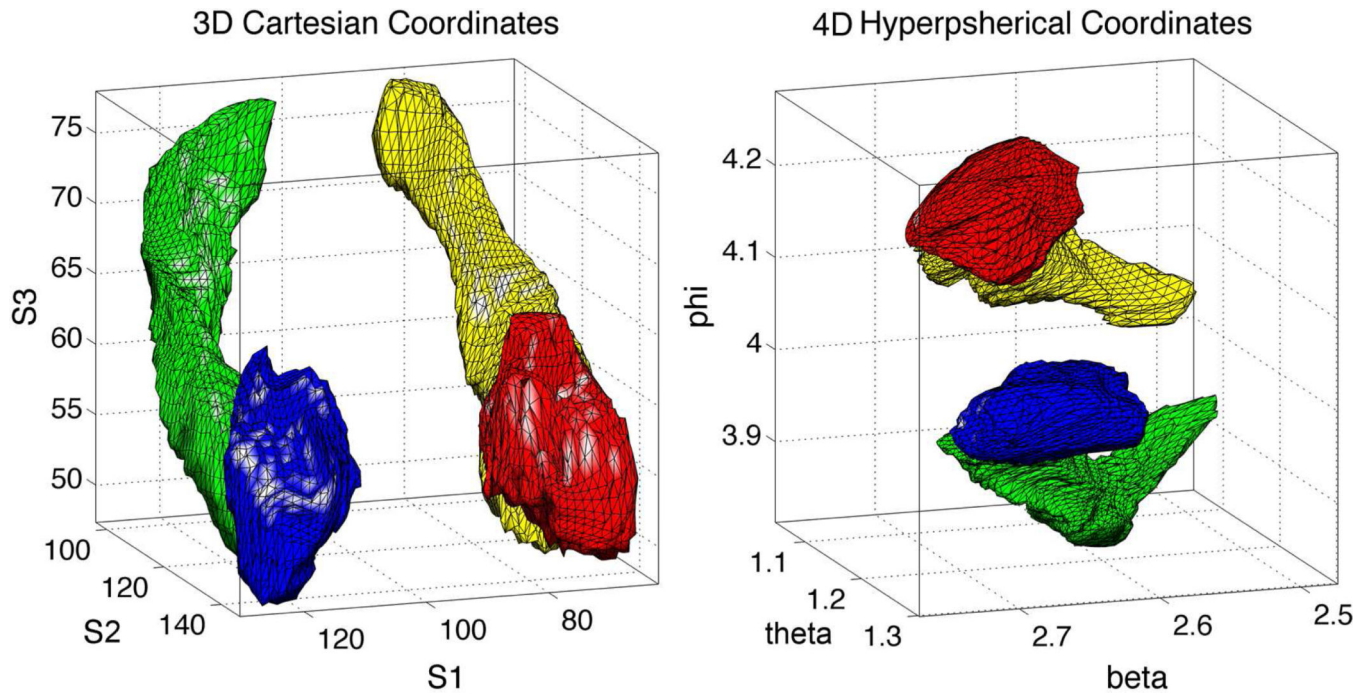 3D Cartesian Coordinates
75
70
65
60
55
50
S3
100
120
140
S2
120
100
80
S1
4D Hyperpsherical Coordinates
4.2
4.1
4
3.9
phi
1.1
1.2
1.3
theta
2.7
2.6
2.5
beta